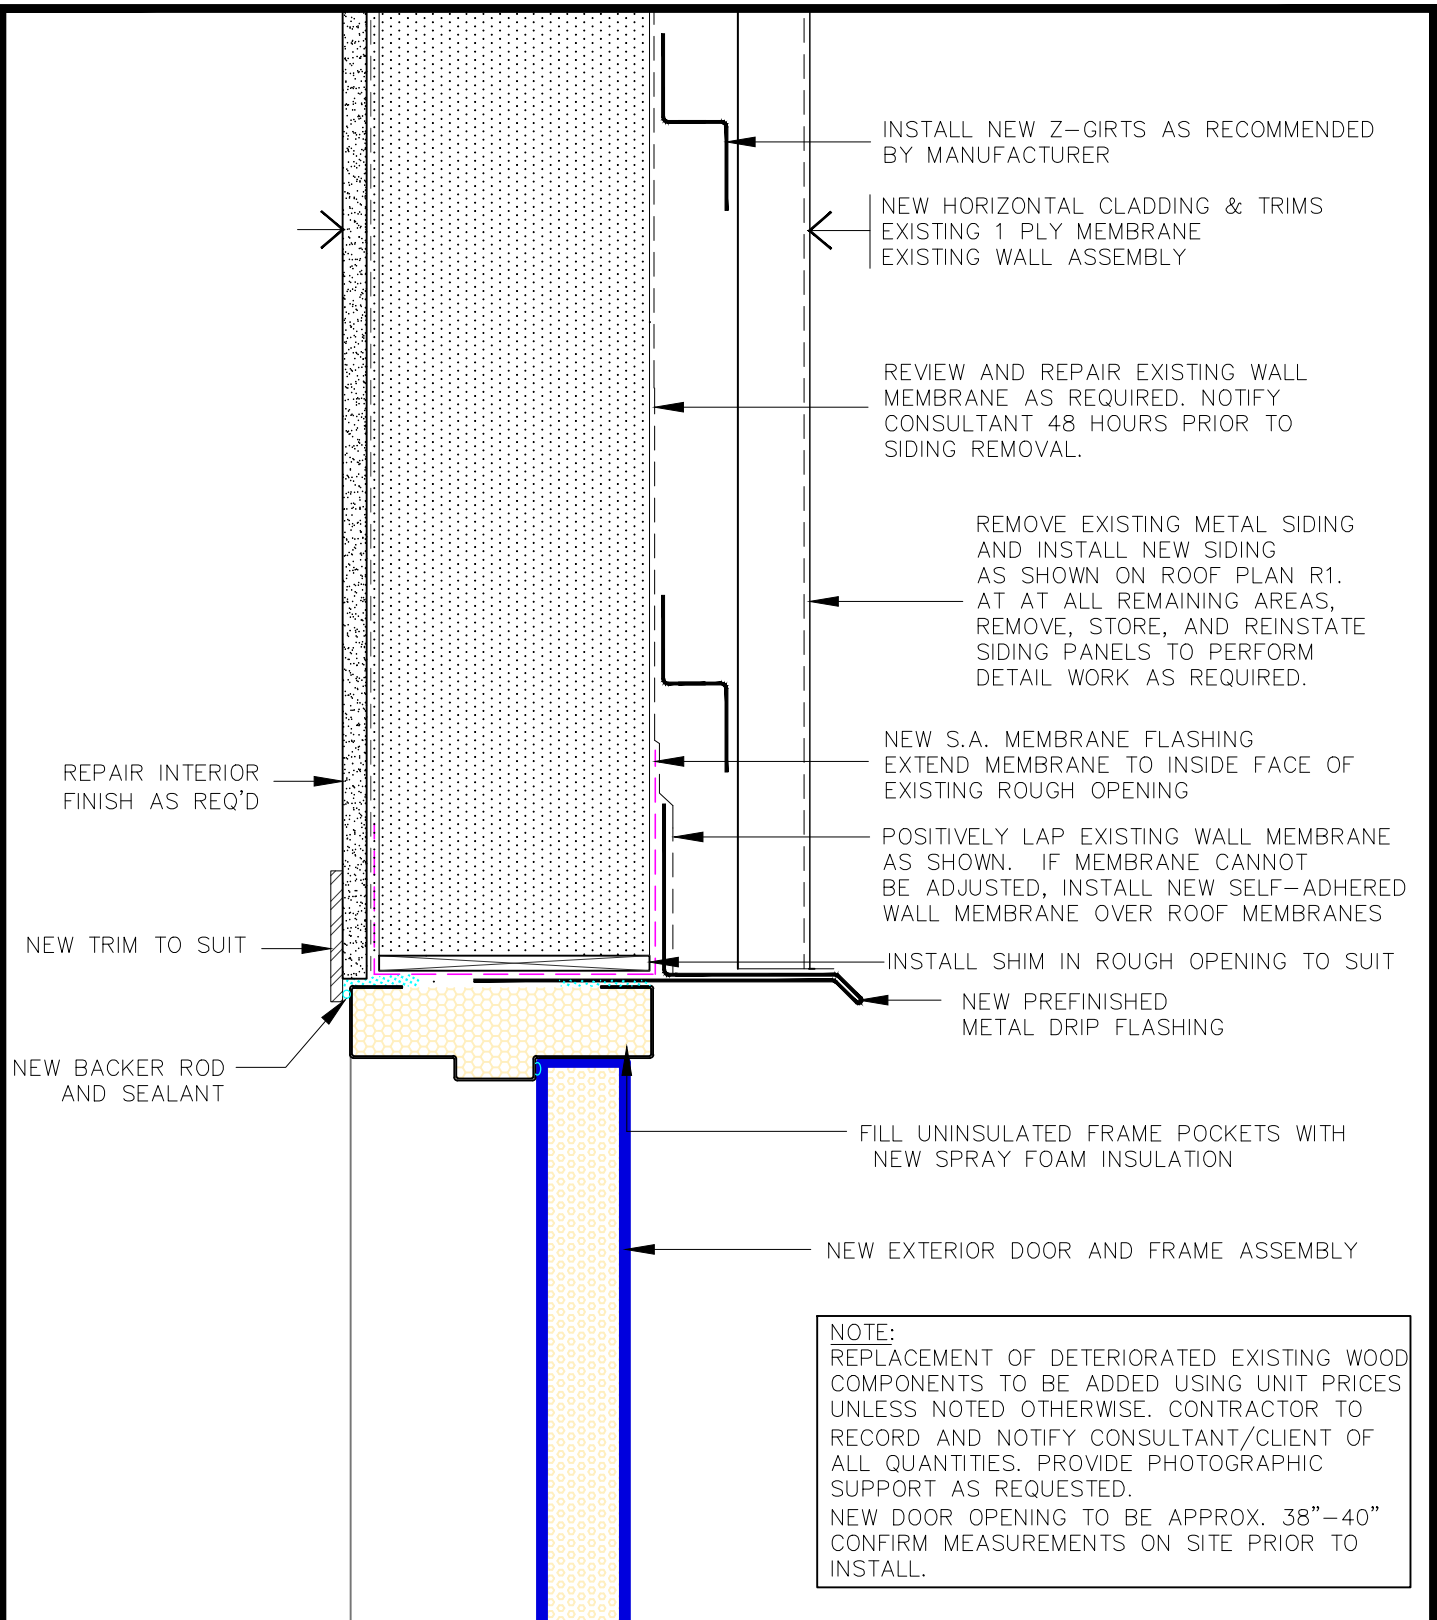 INSTALL NEW Z-GIRTS AS RECOMMENDED
BY MANUFACTURER
NEW HORIZONTAL CLADDING & TRIMS
EXISTING 1 PLY MEMBRANE
EXISTING WALL ASSEMBLY
REVIEW AND REPAIR EXISTING WALL
MEMBRANE AS REQUIRED. NOTIFY
CONSULTANT 48 HOURS PRIOR TO
SIDING REMOVAL.
REMOVE EXISTING METAL SIDING
AND INSTALL NEW SIDING
AS SHOWN ON ROOF PLAN R1.
AT AT ALL REMAINING AREAS,
REMOVE, STORE, AND REINSTATE
SIDING PANELS TO PERFORM
DETAIL WORK AS REQUIRED.
NEW S.A. MEMBRANE FLASHING
EXTEND MEMBRANE TO INSIDE FACE OF
EXISTING ROUGH OPENING
REPAIR INTERIOR
FINISH AS REQ'D
POSITIVELY LAP EXISTING WALL MEMBRANE
AS SHOWN. IF MEMBRANE CANNOT
BE ADJUSTED, INSTALL NEW SELF-ADHERED
WALL MEMBRANE OVER ROOF MEMBRANES
NEW TRIM TO SUIT
INSTALL SHIM IN ROUGH OPENING TO SUIT
NEW PREFINISHED
METAL DRIP FLASHING
NEW BACKER ROD
AND SEALANT
FILL UNINSULATED FRAME POCKETS WITH
NEW SPRAY FOAM INSULATION
NEW EXTERIOR DOOR AND FRAME ASSEMBLY
NOTE:
REPLACEMENT OF DETERIORATED EXISTING WOOD
COMPONENTS TO BE ADDED USING UNIT PRICES
UNLESS NOTED OTHERWISE. CONTRACTOR TO
RECORD AND NOTIFY CONSULTANT/CLIENT OF
ALL QUANTITIES. PROVIDE PHOTOGRAPHIC
SUPPORT AS REQUESTED.
NEW DOOR OPENING TO BE APPROX. 38"-40"
CONFIRM MEASUREMENTS ON SITE PRIOR TO
INSTALL.